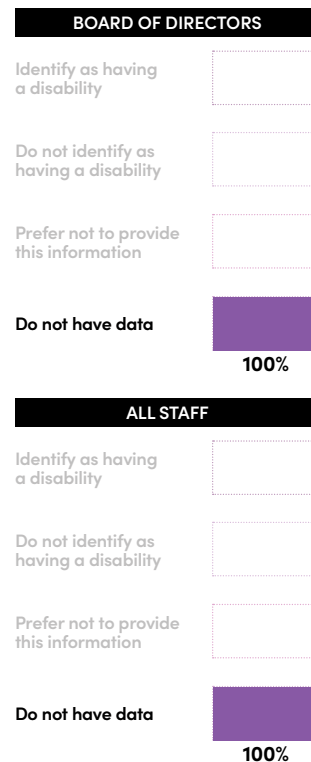 BOARD OF DIRECTORS
Identify as having
a disability
Do not identify as
having a disability
Prefer not to provide
this information
Do not have data
100%
ALL STAFF
Identify as having
a disability
Do not identify as
having a disability
Prefer not to provide
this information
Do not have data
100%